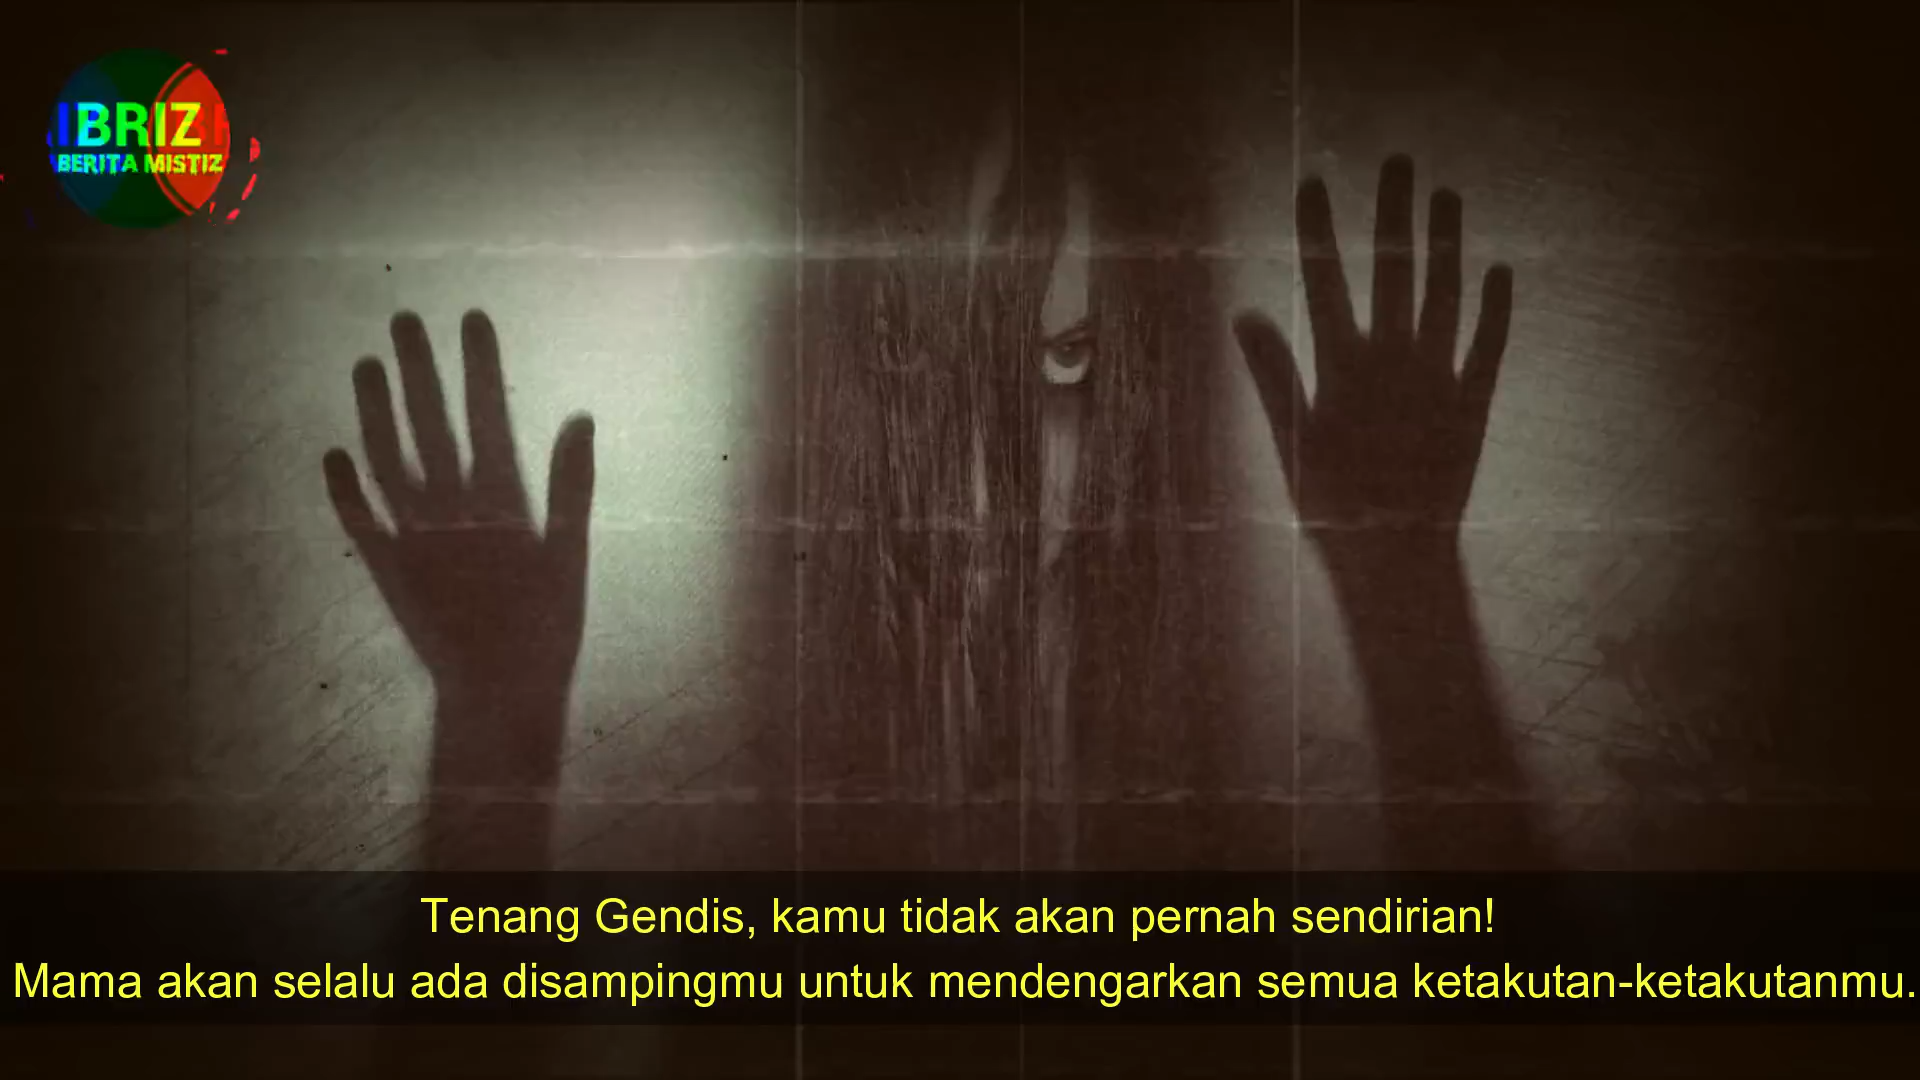 IBRIZ
BERITA MISTIZ
Tenang Gendis, kamu tidak akan pernah sendirian!
Mama akan selalu ada disampingmu untuk mendengarkan semua ketakutan-ketakutanmu.